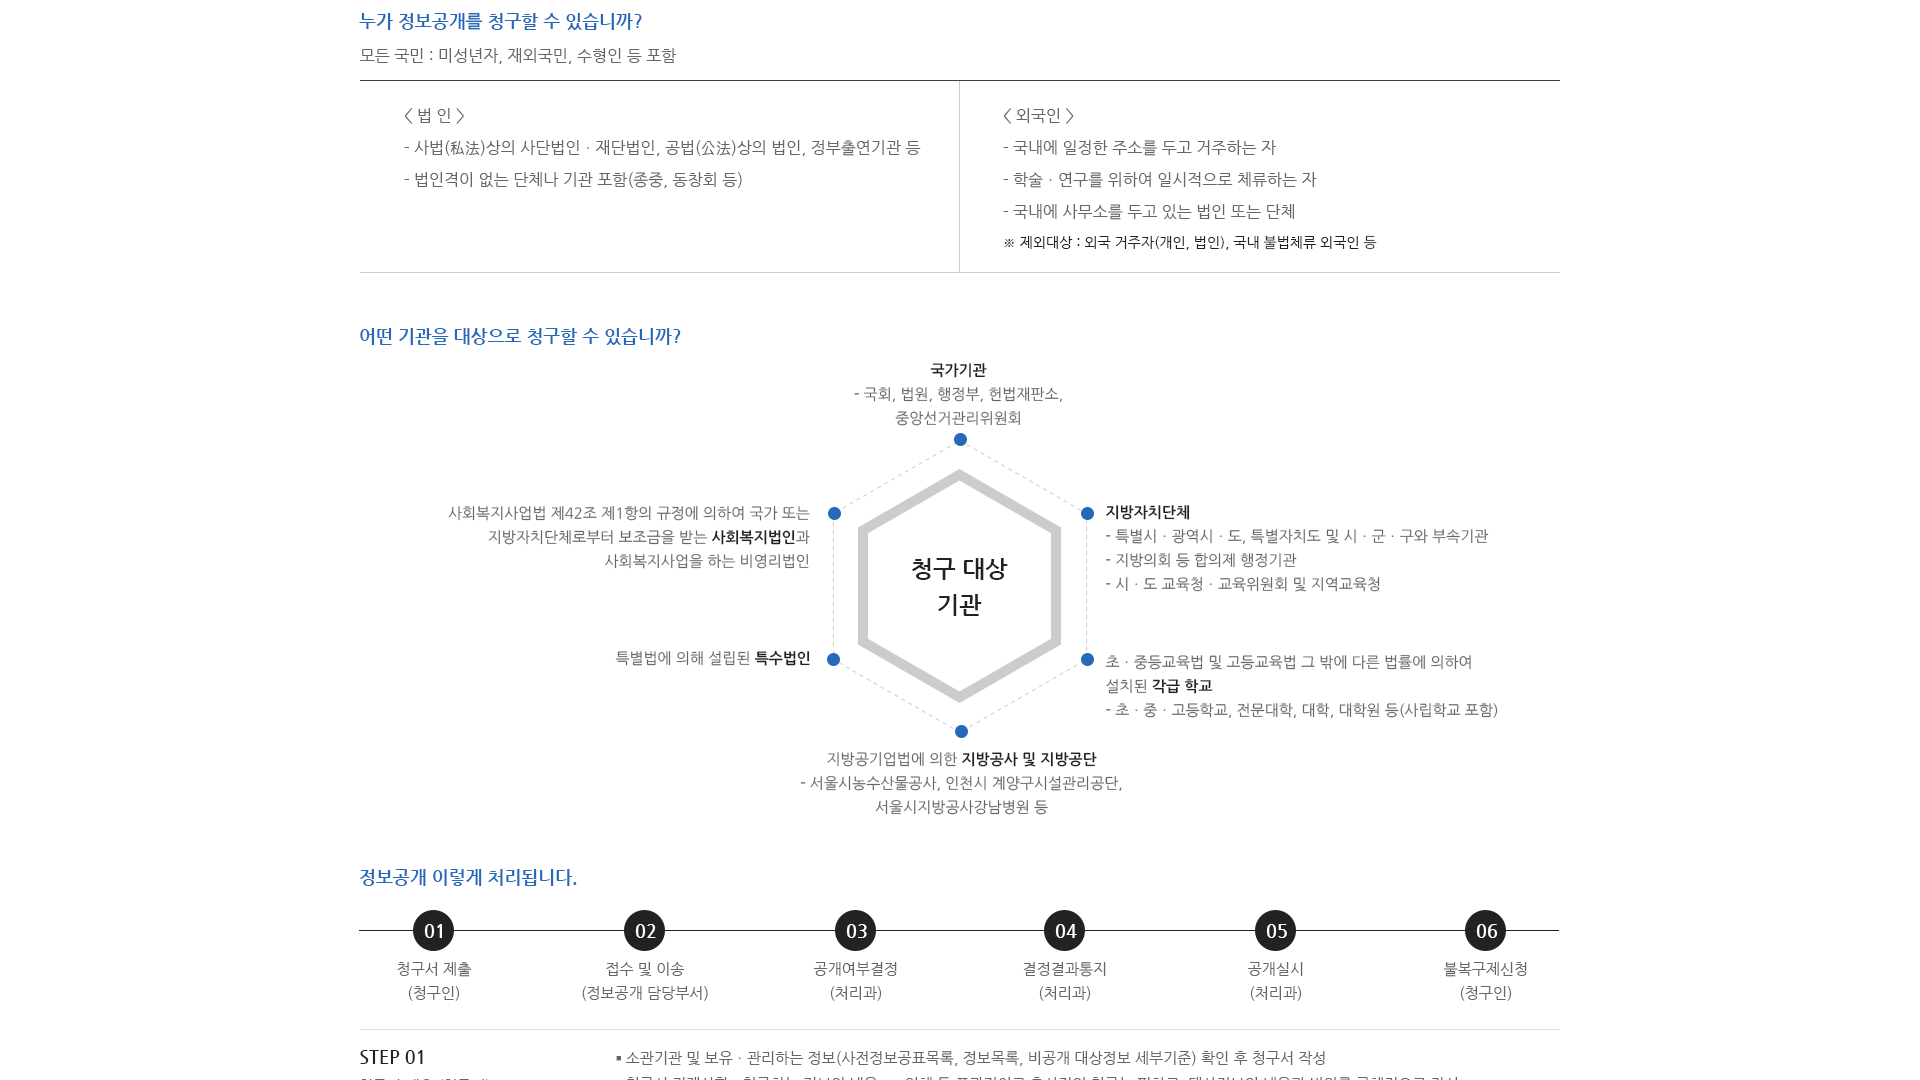 누가 정보공개를 청구할 수 있습니까?
모든 국민 : 미성년자, 재외국민, 수형인 등 포함
< 법 인 >
- 사법(私法)상의 사단법인 · 재단법인, 공법(公法)상의 법인, 정부출연기관 등
- 법인격이 없는 단체나 기관 포함(종중, 동창회 등)
< 외국인 >
- 국내에 일정한 주소를 두고 거주하는 자
- 학술 · 연구를 위하여 일시적으로 체류하는 자
- 국내에 사무소를 두고 있는 법인 또는 단체
※ 제외대상 : 외국 거주자(개인, 법인), 국내 불법체류 외국인 등
어떤 기관을 대상으로 청구할 수 있습니까?
국가기관
- 국회, 법원, 행정부, 헌법재판소,
중앙선거관리위원회
사회복지사업법 제42조 제1항의 규정에 의하여 국가 또는
지방자치단체로부터 보조금을 받는 사회복지법인과
사회복지사업을 하는 비영리법인
지방자치단체
- 특별시 · 광역시 · 도, 특별자치도 및 시 · 군 · 구와 부속기관
- 지방의회 등 합의제 행정기관
- 시 · 도 교육청 · 교육위원회 및 지역교육청
청구 대상
기관
특별법에 의해 설립된 특수법인
초 · 중등교육법 및 고등교육법 그 밖에 다른 법률에 의하여
설치된 각급 학교
- 초 · 중 · 고등학교, 전문대학, 대학, 대학원 등(사립학교 포함)
지방공기업법에 의한 지방공사 및 지방공단
- 서울시농수산물공사, 인천시 계양구시설관리공단,
서울시지방공사강남병원 등
정보공개 이렇게 처리됩니다.
01
청구서 제출
(청구인)
02
접수 및 이송
(정보공개 담당부서)
03
공개여부결정
(처리과)
04
결정결과통지
(처리과)
05
공개실시
(처리과)
06
불복구제신청
(청구인)
STEP 01
▪ 소관기관 및 보유 · 관리하는 정보(사전정보공표목록, 정보목록, 비공개 대상정보 세부기준) 확인 후 청구서 작성